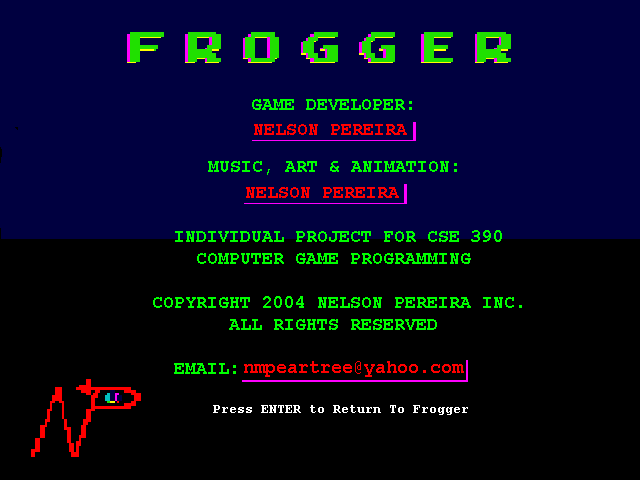 FROGGER
GAME DEVELOPER:
NELSON PEREIRA
MUSIC, ART & ANIMATION:
NELSON PEREIRA
INDIVIDUAL PROJECT FOR CSE 390
COMPUTER GAME PROGRAMMING
COPYRIGHT 2004 NELSON PEREIRA INC.
ALL RIGHTS RESERVED
EMAIL: nmpeartree@yahoo.com
NP
Press ENTER to Return To Frogger